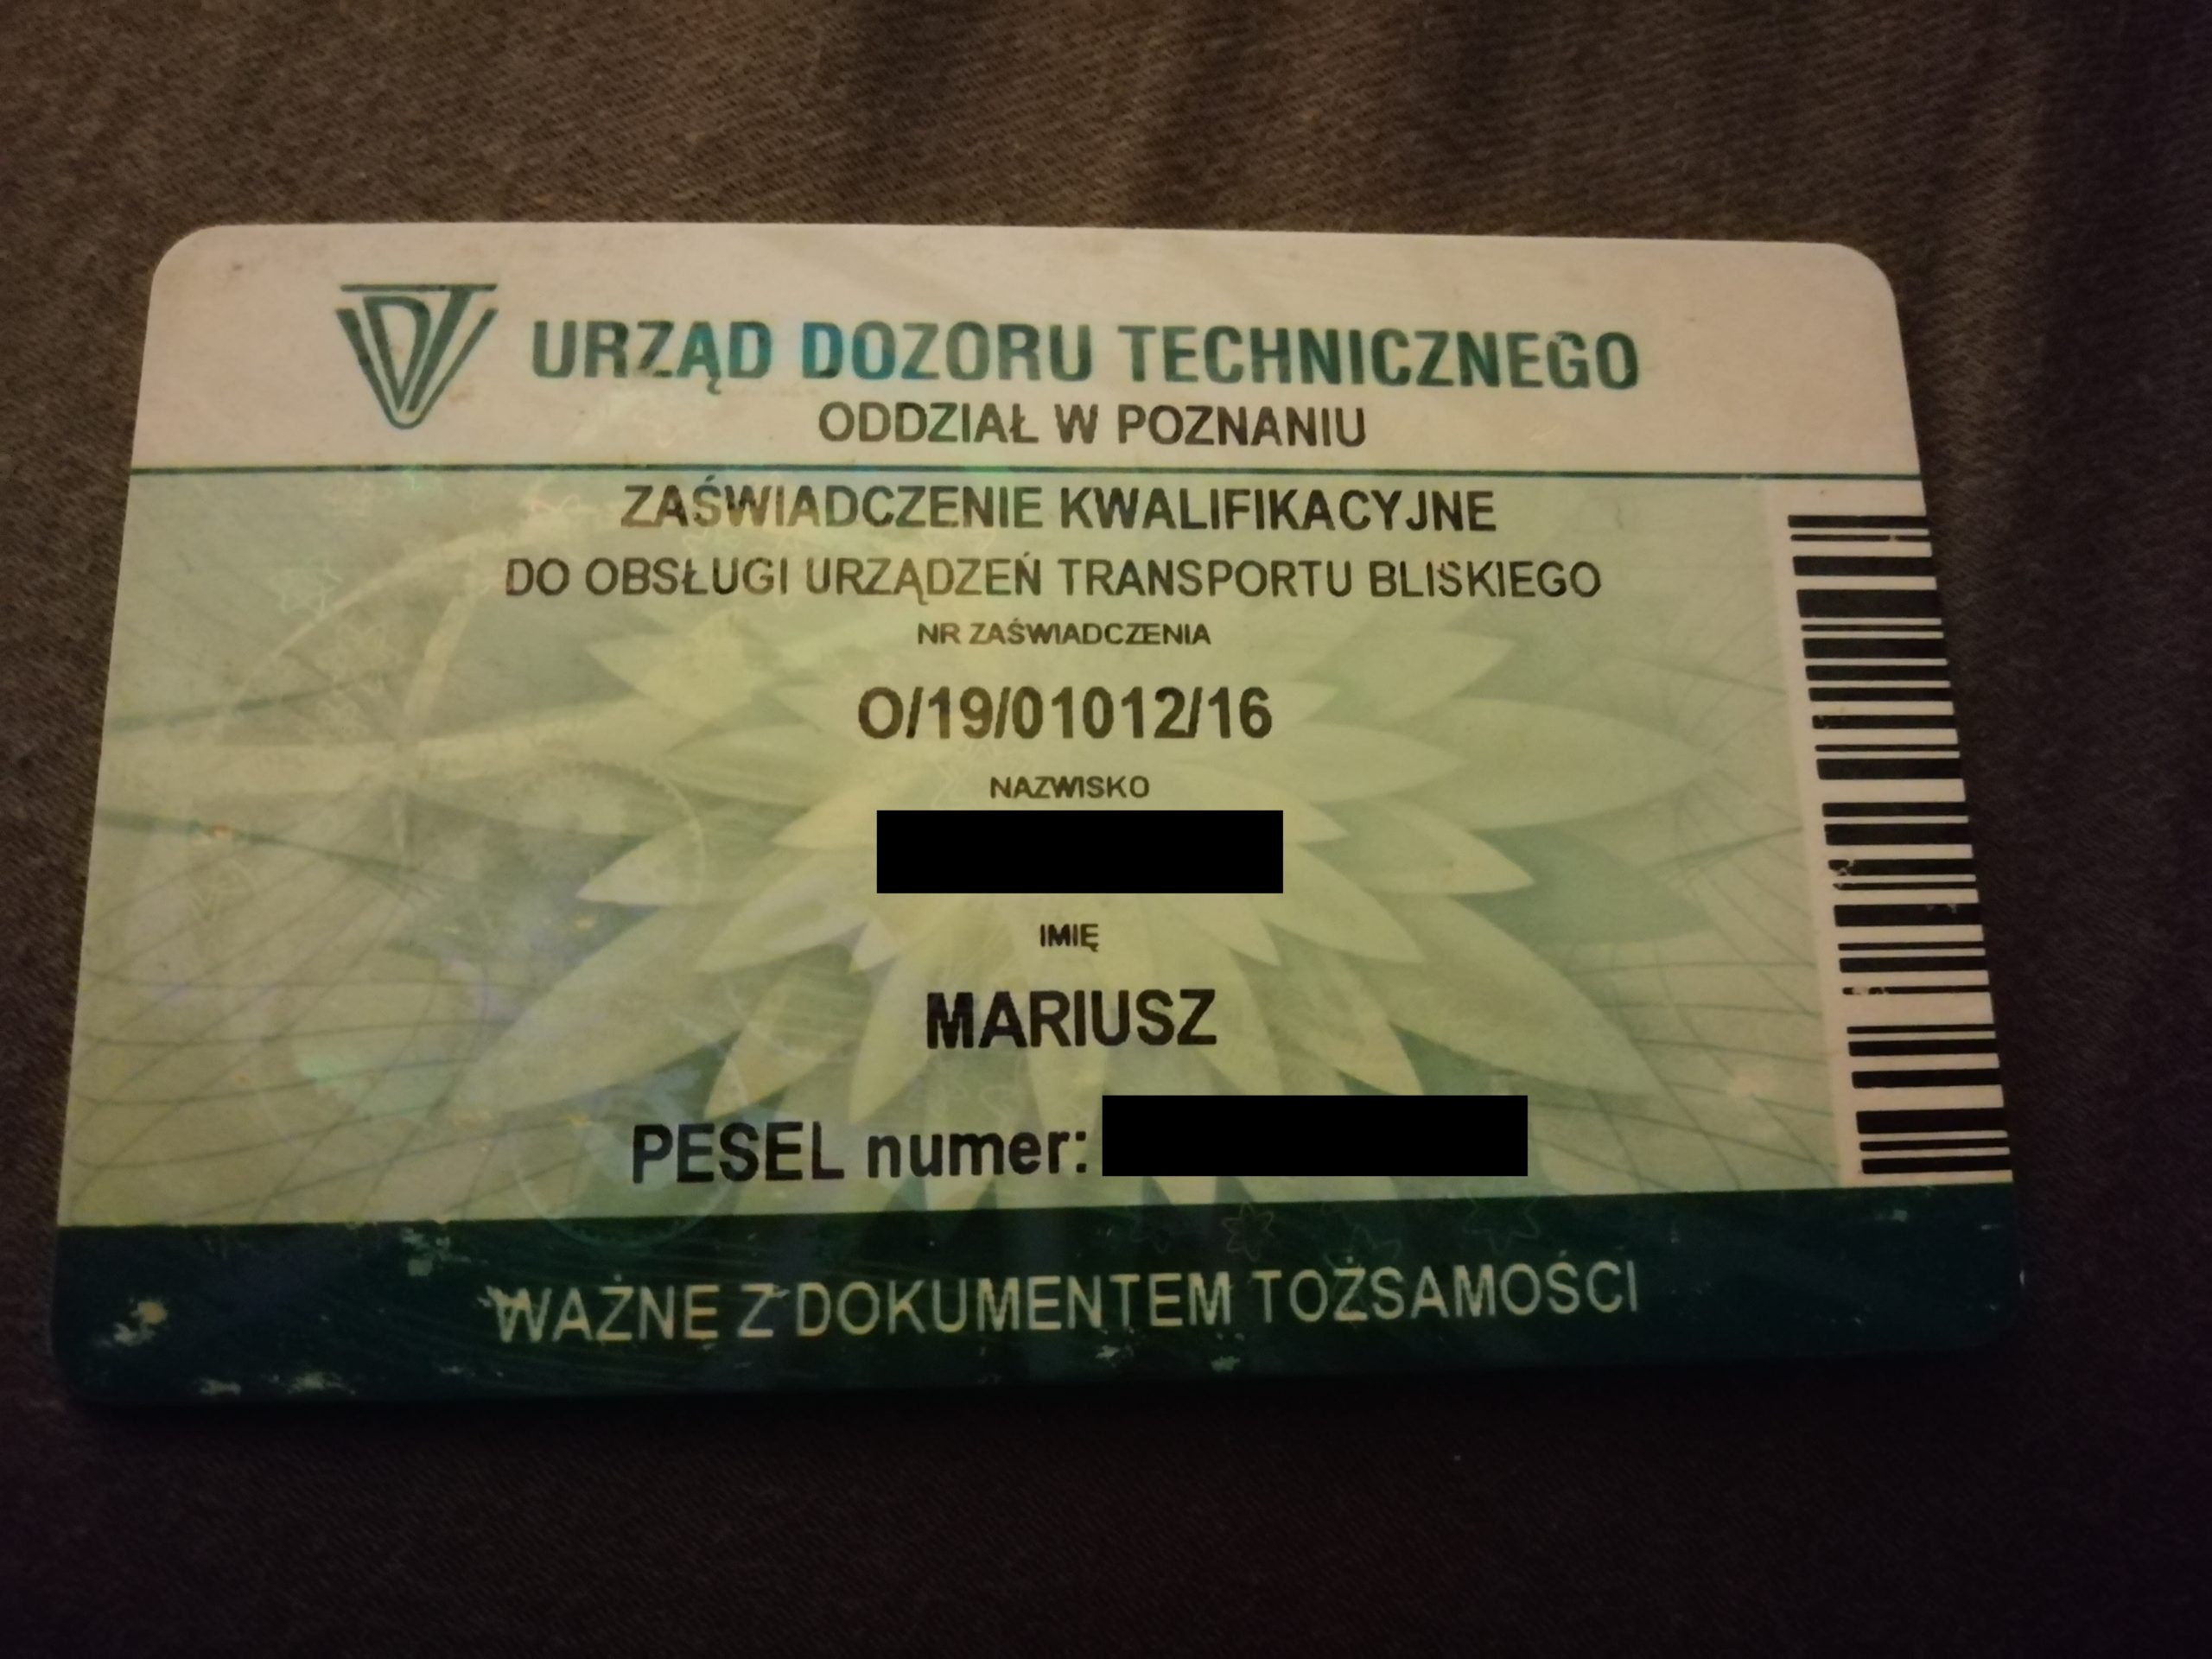 UDT
URZĄD DOZORU TECHNICZNEGO
ODDZIAŁ W POZNANIU
ZAŚWIADCZENIE KWALIFIKACYJNE
DO OBSŁUGI URZĄDZEŃ TRANSPORTU BLISKIEGO
NR ZAŚWIADCZENIA
O/19/01012/16
NAZWISKO
IMIĘ
MARIUSZ
PESEL numer:
WAŻNE Z DOKUMENTEM TOŻSAMOŚCI